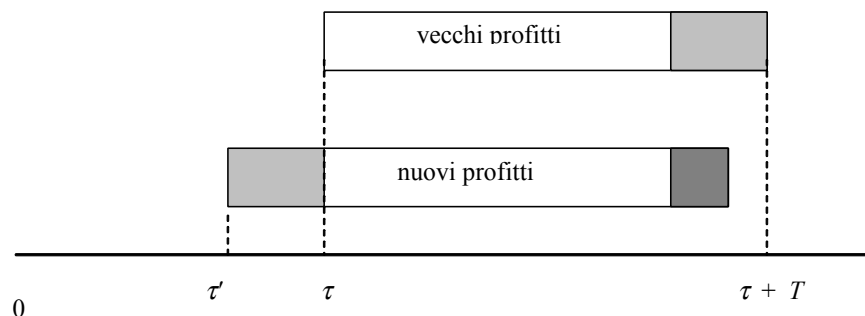 vecchi profitti
nuovi profitti
τ′ τ τ + T
0